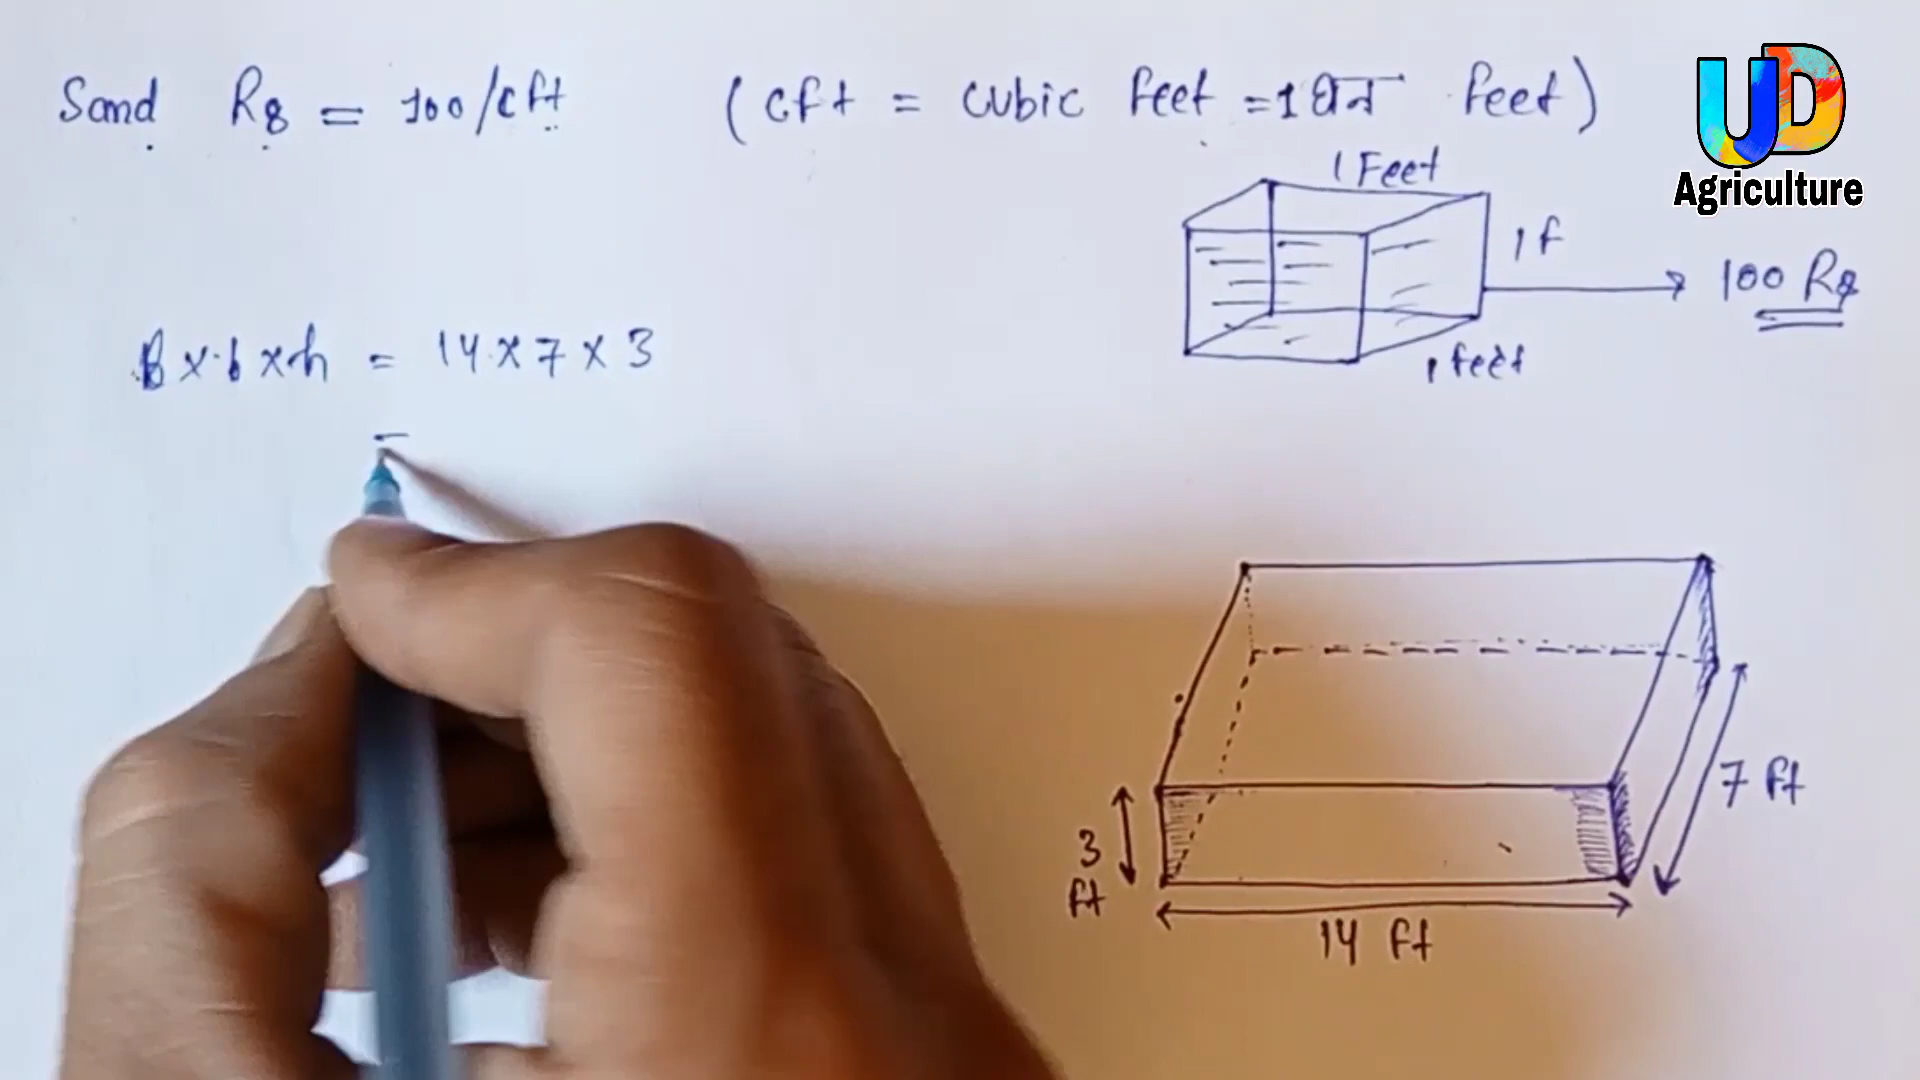 Sand Rs = 100/cft (cft = cubic feet =1 घन feet)
1 Feet
1 f
100 Rs
1 feet
l x b x h = 14 x 7 x 3
=
7 ft
3 ft
14 ft
UD
Agriculture